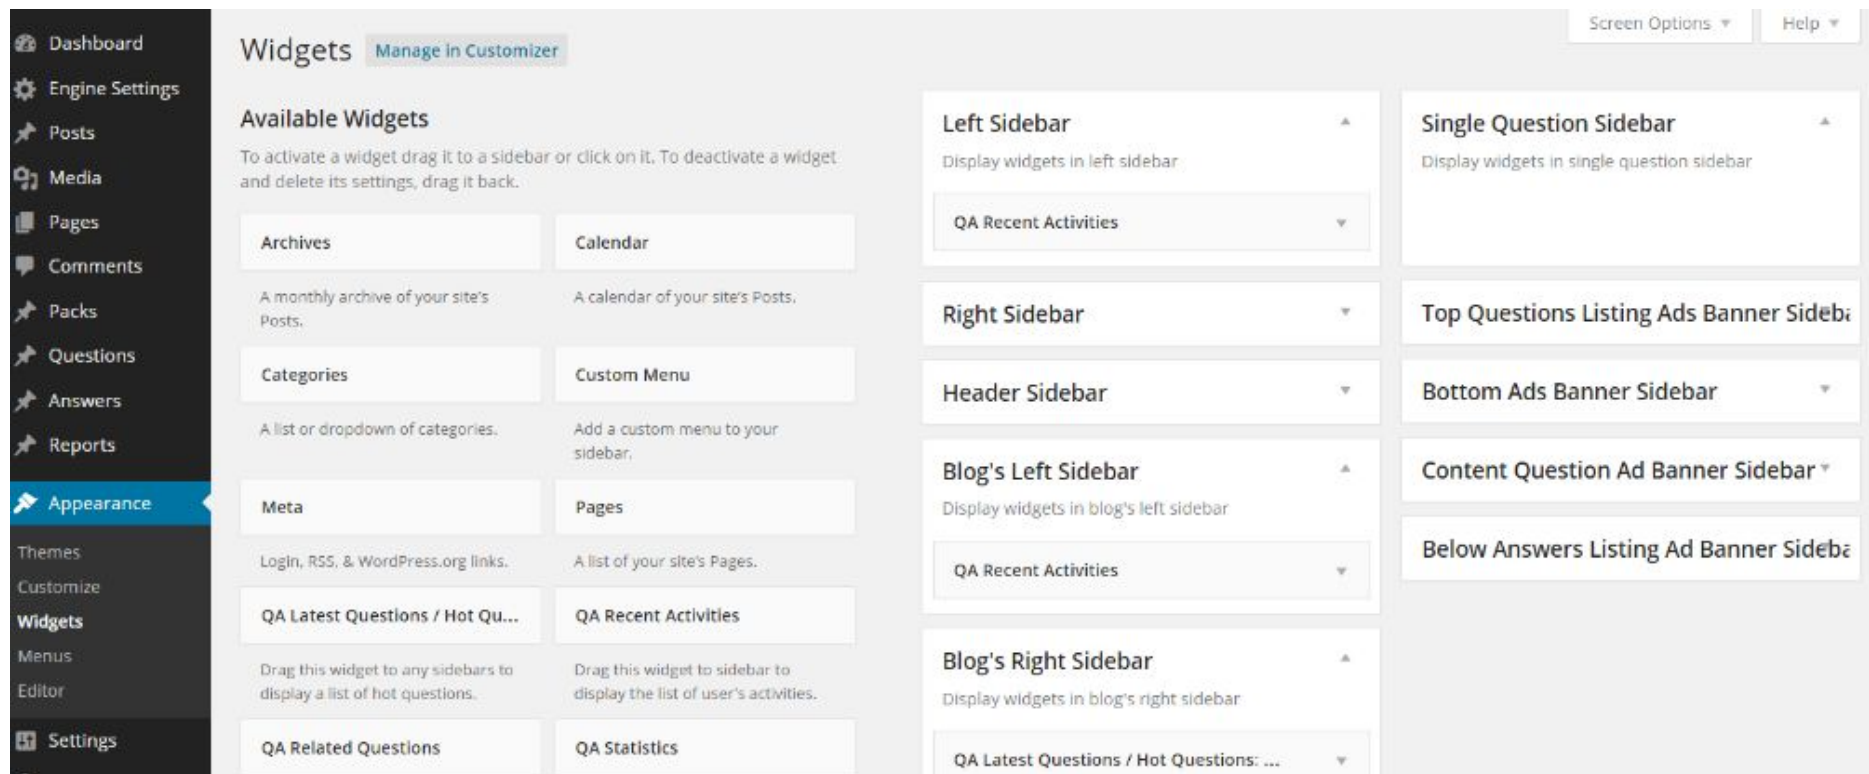 Dashboard
Engine Settings
Posts
Media
Pages
Comments
Packs
Questions
Answers
Reports
Appearance
Themes
Customize
Widgets
Menus
Editor
Settings
Screen Options
Help
Widgets
Manage in Customizer
Available Widgets
To activate a widget drag it to a sidebar or click on it. To deactivate a widget
and delete its settings, drag it back.
Archives
A monthly archive of your site's
Posts.
Calendar
A calendar of your site's Posts.
Categories
A list or dropdown of categories.
Custom Menu
Add a custom menu to your
sidebar.
Meta
Login, RSS, & WordPress.org links.
Pages
A list of your site's Pages.
QA Latest Questions / Hot Qu...
Drag this widget to any sidebars to
display a list of hot questions.
QA Recent Activities
Drag this widget to sidebar to
display the list of user's activities.
QA Related Questions
QA Statistics
Left Sidebar
Display widgets in left sidebar
QA Recent Activities
Right Sidebar
Header Sidebar
Blog's Left Sidebar
Display widgets in blog's left sidebar
QA Recent Activities
Blog's Right Sidebar
Display widgets in blog's right sidebar
QA Latest Questions / Hot Questions: ...
Single Question Sidebar
Display widgets in single question sidebar
Top Questions Listing Ads Banner Sideba
Bottom Ads Banner Sidebar
Content Question Ad Banner Sidebar
Below Answers Listing Ad Banner Sideba